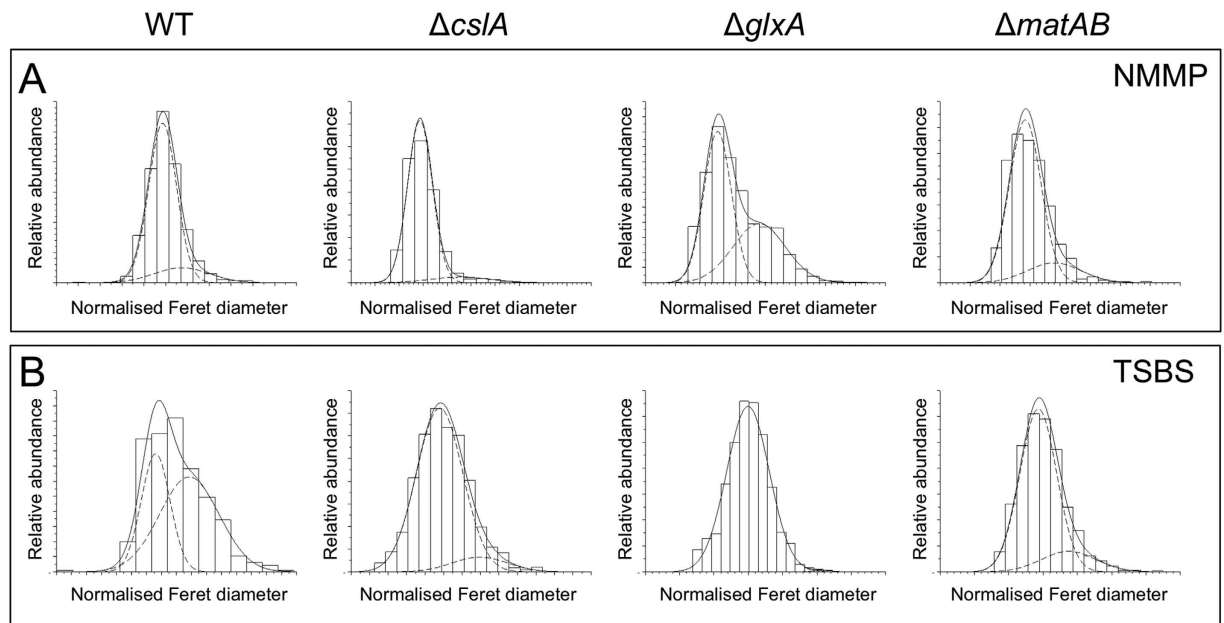 WT ΔcslA ΔglxA ΔmatAB
A NMMP
Relative abundance Relative abundance Relative abundance Relative abundance
Normalised Feret diameter Normalised Feret diameter Normalised Feret diameter Normalised Feret diameter
B TSBS
Relative abundance Relative abundance Relative abundance Relative abundance
Normalised Feret diameter Normalised Feret diameter Normalised Feret diameter Normalised Feret diameter